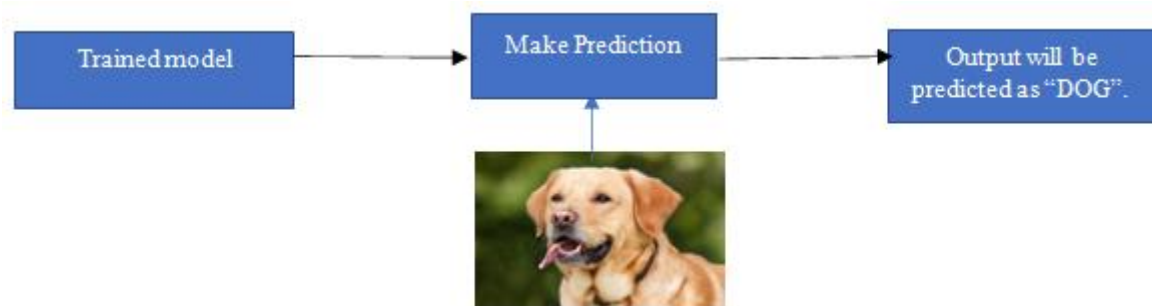 Trained model
Make Prediction
Output will be
predicted as “DOG”.